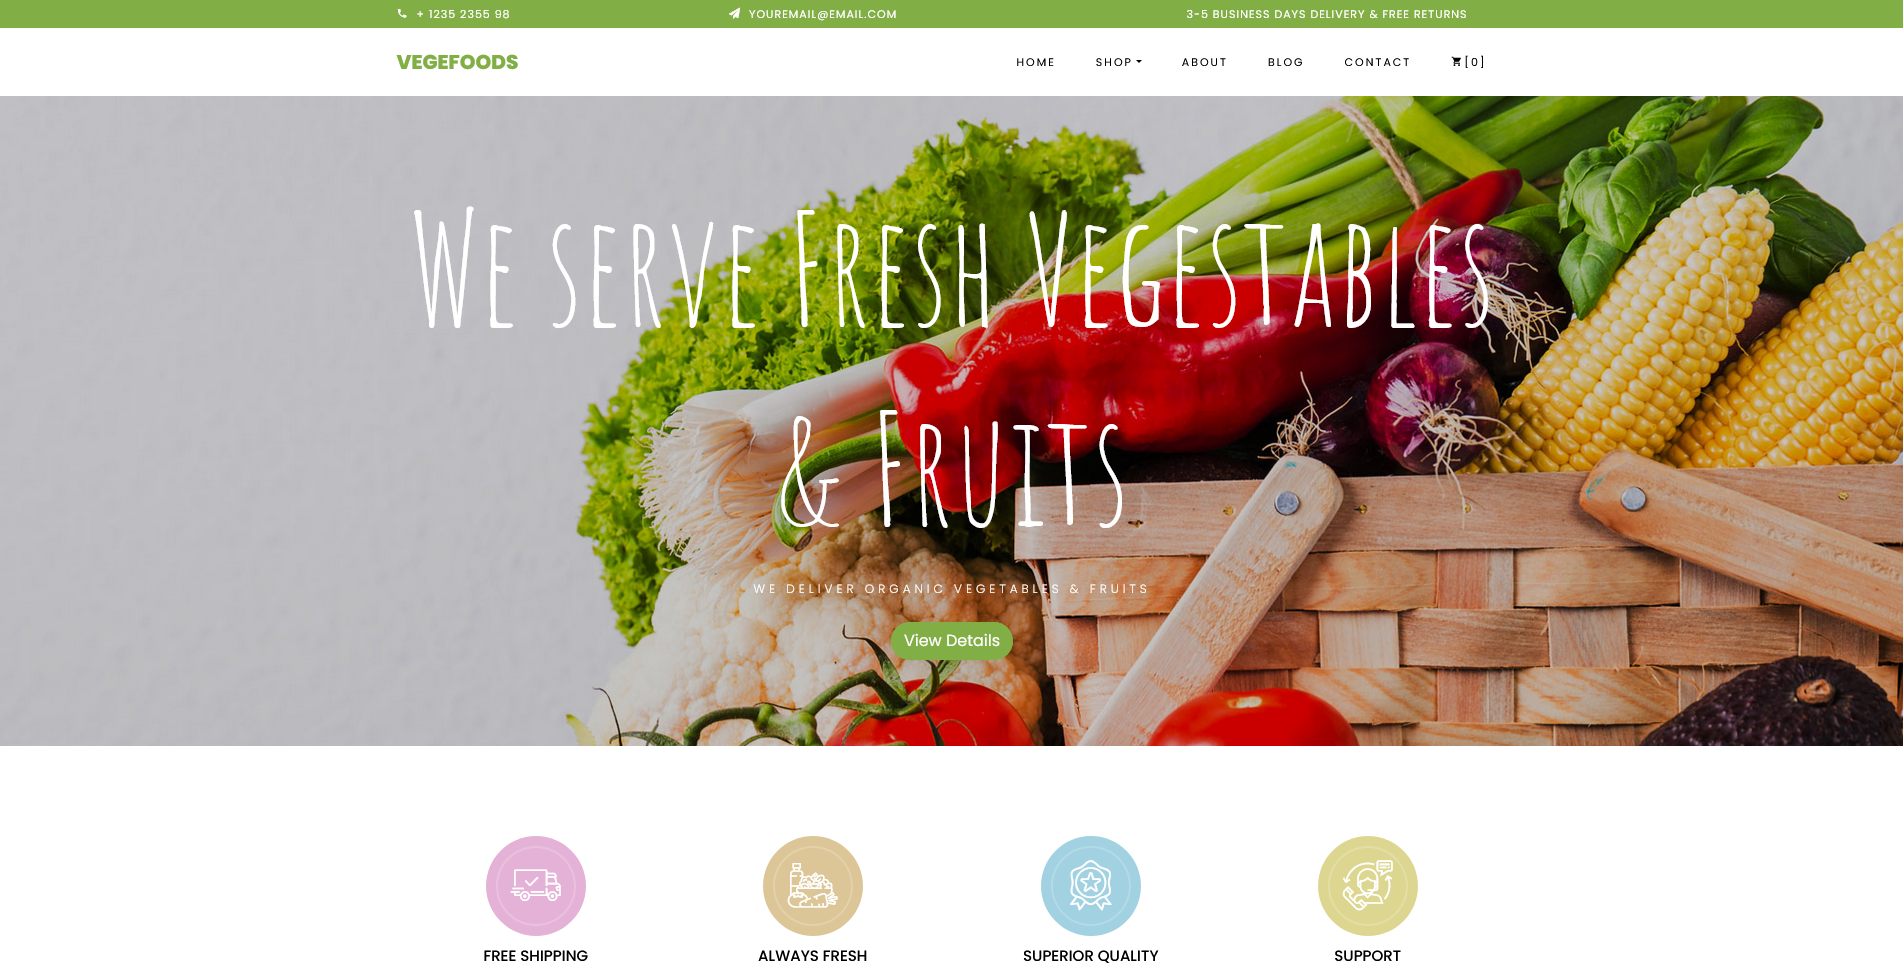 + 1235 2355 98
YOUREMAIL@EMAIL.COM
3-5 BUSINESS DAYS DELIVERY & FREE RETURNS
VEGEFOODS
HOME
SHOP
ABOUT
BLOG
CONTACT
[0]
We serve Fresh Vegestables
& Fruits
WE DELIVER ORGANIC VEGETABLES & FRUITS
View Details
FREE SHIPPING
ALWAYS FRESH
SUPERIOR QUALITY
SUPPORT